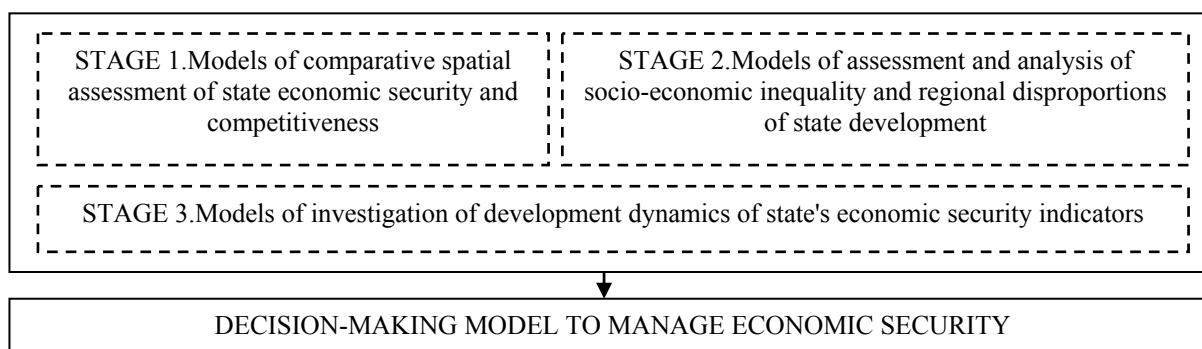 STAGE 1.Models of comparative spatial
assessment of state economic security and
competitiveness
STAGE 2.Models of assessment and analysis of
socio-economic inequality and regional disproportions
of state development
STAGE 3.Models of investigation of development dynamics of state's economic security indicators
DECISION-MAKING MODEL TO MANAGE ECONOMIC SECURITY